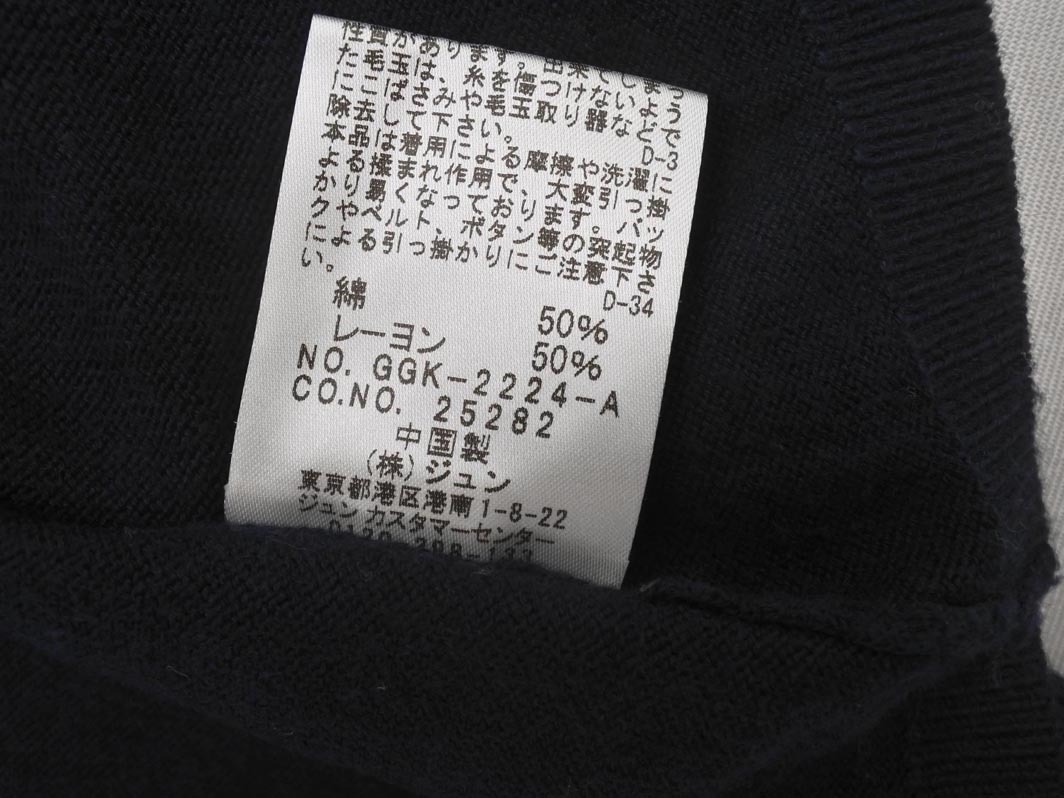 性質があります。出来てしまっ
た毛玉は、糸を傷つけないよう
にこばさみや毛玉取り器などで
除去して下さい。
D-3
本品は着用による摩擦や洗濯に
よる揉まれ作用で、大変引っ掛
かり易くなっております。バッ
クやベルト、ボタン等の突起物
による引っ掛かりにご注意下さ
い。
D-34
綿 50%
レーヨン 50%
NO. GGK-2224-A
CO.NO. 25282
中国製
(株)ジュン
東京都港区港南1-8-22
ジュン カスタマーセンター
0120-298-133